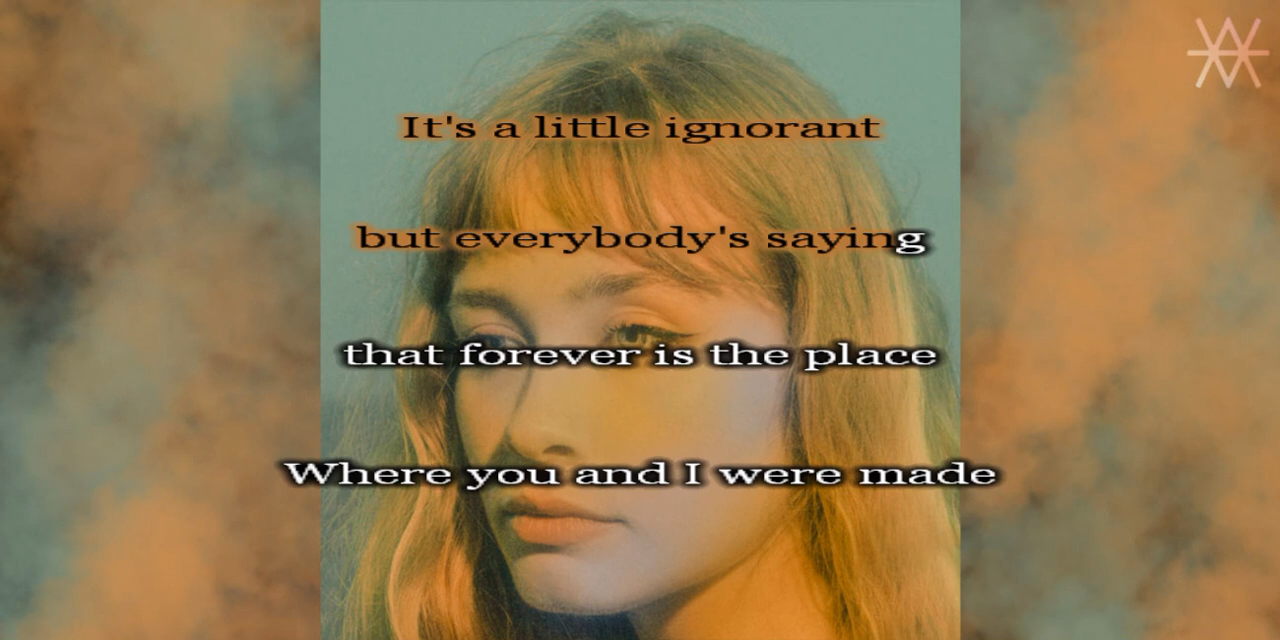 It's a little ignorant
but everybody's saying
that forever is the place
Where you and I were made